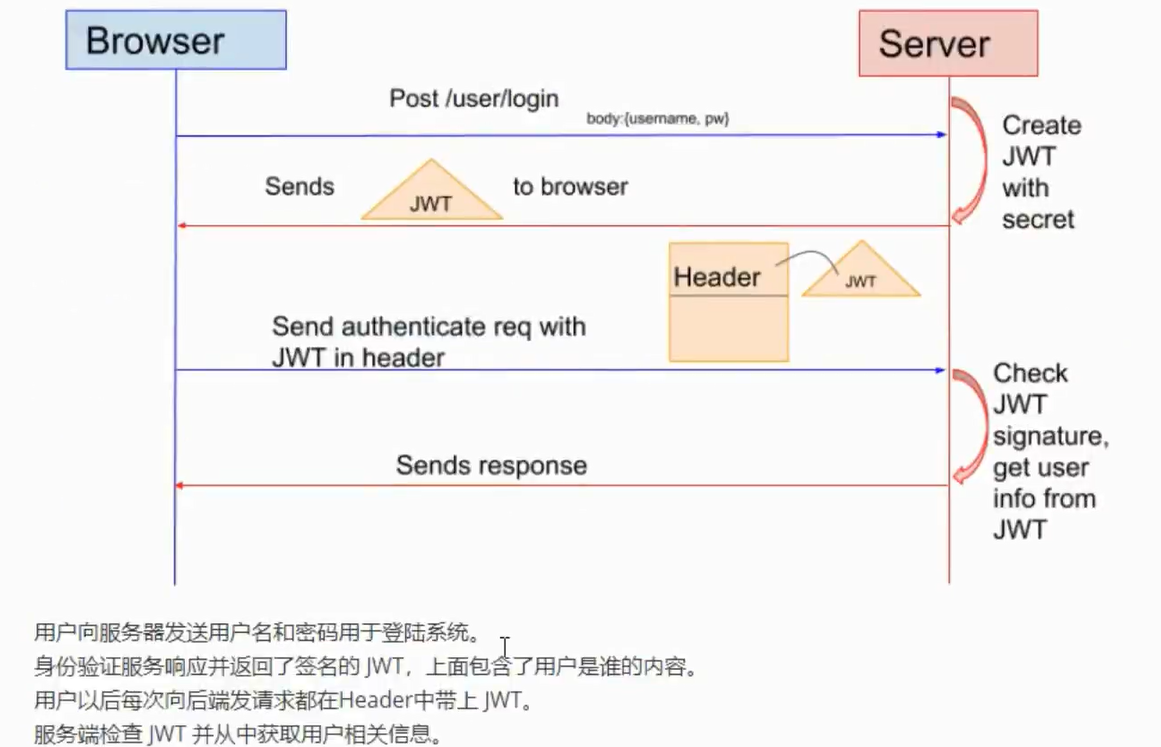 Browser
Server
Post /user/login
body:{username, pw}
Create
JWT
with
secret
Sends
JWT
to browser
Header
JWT
Send authenticate req with
JWT in header
Check
JWT
signature,
get user
info from
JWT
Sends response
用户向服务器发送用户名和密码用于登陆系统。
身份验证服务响应并返回了签名的 JWT，上面包含了用户是谁的内容。
用户以后每次向后端发请求都在Header中带上 JWT。
服务端检查 JWT 并从中获取用户相关信息。